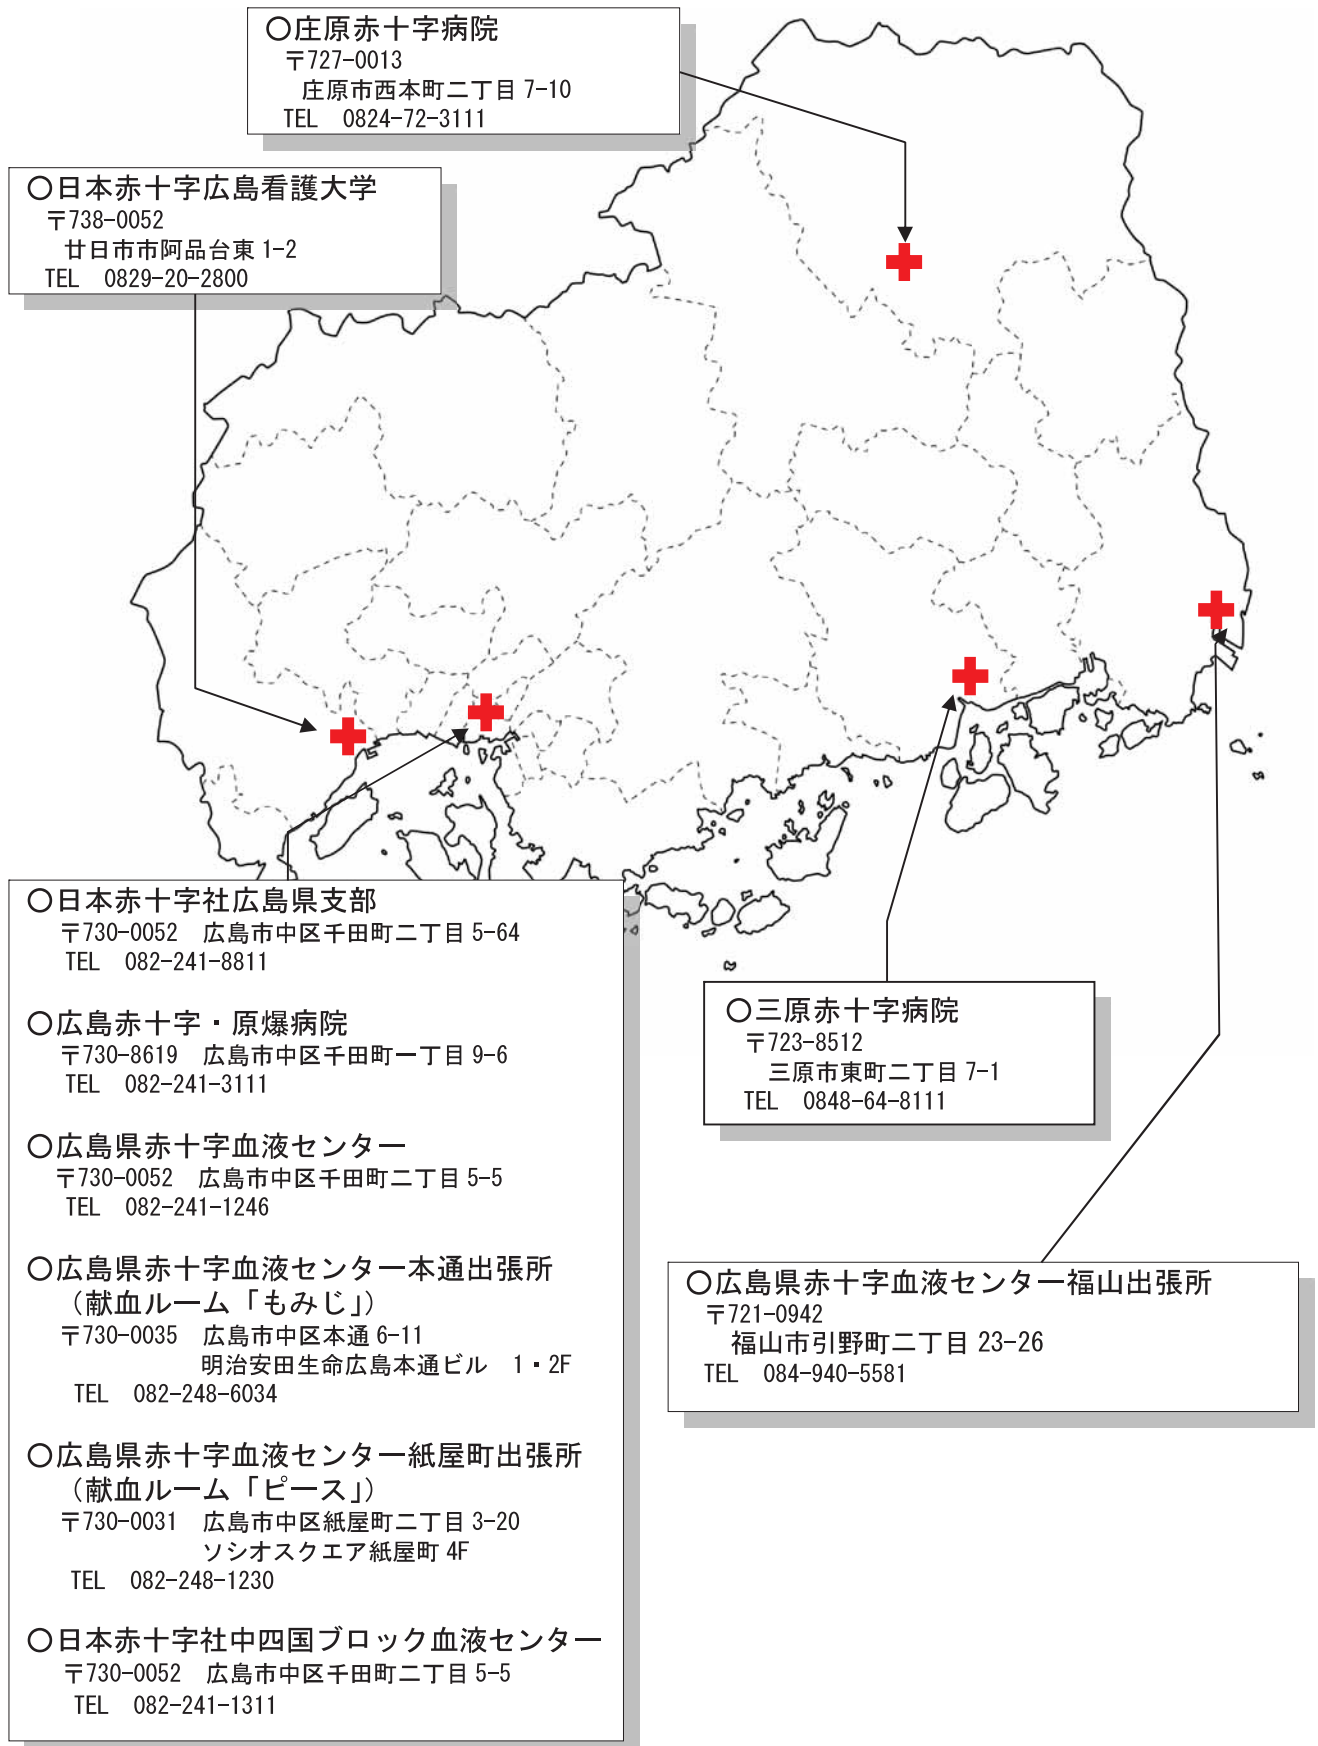 ○庄原赤十字病院
〒727-0013
庄原市西本町二丁目 7-10
TEL 0824-72-3111
○日本赤十字広島看護大学
〒738-0052
廿日市市阿品台東 1-2
TEL 0829-20-2800
○日本赤十字社広島県支部
〒730-0052 広島市中区千田町二丁目 5-64
TEL 082-241-8811
○広島赤十字・原爆病院
〒730-8619 広島市中区千田町一丁目 9-6
TEL 082-241-3111
○広島県赤十字血液センター
〒730-0052 広島市中区千田町二丁目 5-5
TEL 082-241-1246
○広島県赤十字血液センター本通出張所
（献血ルーム「もみじ」）
〒730-0035 広島市中区本通 6-11
明治安田生命広島本通ビル 1・2F
TEL 082-248-6034
○広島県赤十字血液センター紙屋町出張所
（献血ルーム「ピース」）
〒730-0031 広島市中区紙屋町二丁目 3-20
ソシオスクエア紙屋町 4F
TEL 082-248-1230
○日本赤十字社中四国ブロック血液センター
〒730-0052 広島市中区千田町二丁目 5-5
TEL 082-241-1311
○三原赤十字病院
〒723-8512
三原市東町二丁目 7-1
TEL 0848-64-8111
○広島県赤十字血液センター福山出張所
〒721-0942
福山市引野町二丁目 23-26
TEL 084-940-5581